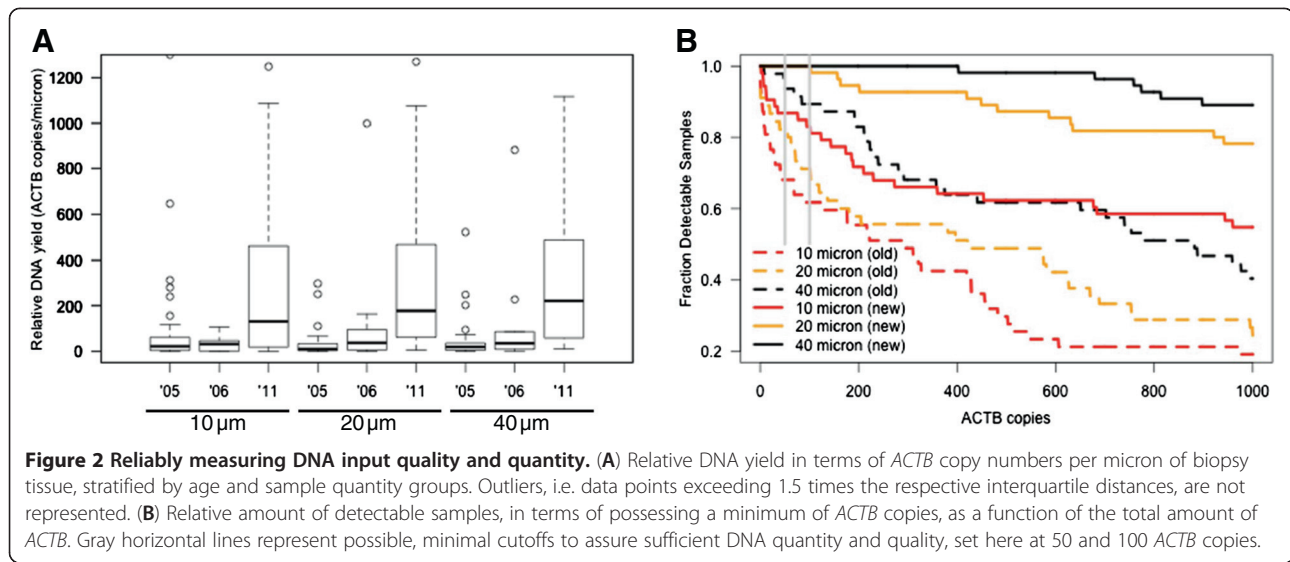 A
Relative DNA yield (ACTB copies/micron)
1200
1000
800
600
400
200
0
'05 '06 '11 '05 '06 '11 '05 '06 '11
10 µm 20 µm 40 µm
B
Fraction Detectable Samples
1.0
0.8
0.6
0.4
0.2
10 micron (old)
20 micron (old)
40 micron (old)
10 micron (new)
20 micron (new)
40 micron (new)
0 200 400 600 800 1000
ACTB copies
Figure 2 Reliably measuring DNA input quality and quantity. (A) Relative DNA yield in terms of ACTB copy numbers per micron of biopsy
tissue, stratified by age and sample quantity groups. Outliers, i.e. data points exceeding 1.5 times the respective interquartile distances, are not
represented. (B) Relative amount of detectable samples, in terms of possessing a minimum of ACTB copies, as a function of the total amount of
ACTB. Gray horizontal lines represent possible, minimal cutoffs to assure sufficient DNA quantity and quality, set here at 50 and 100 ACTB copies.